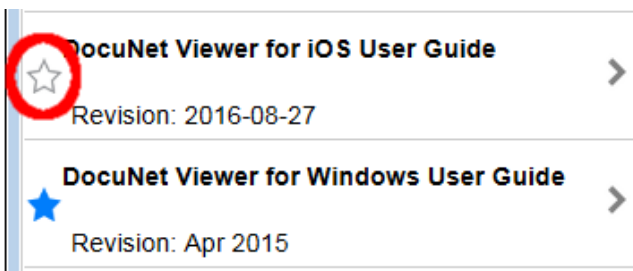 DocuNet Viewer for iOS User Guide
Revision: 2016-08-27
DocuNet Viewer for Windows User Guide
Revision: Apr 2015